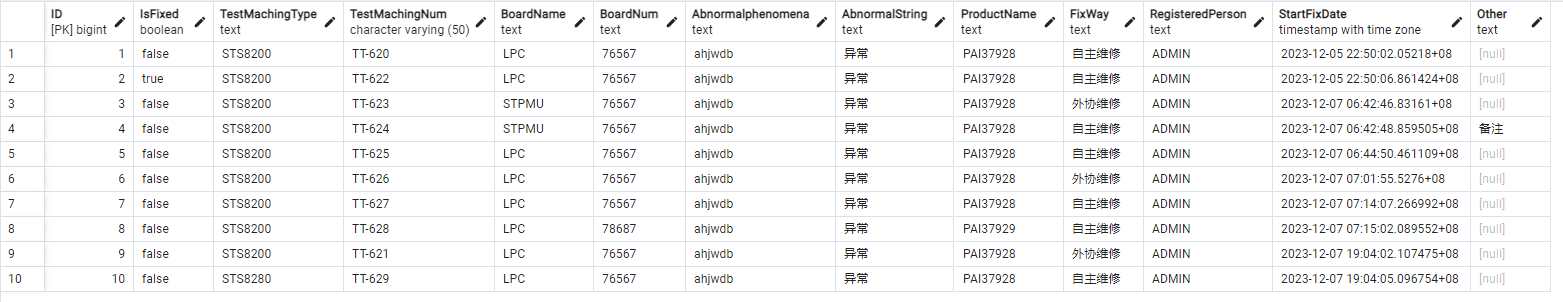 ID IsFixed TestMachingType TestMachingNum BoardName BoardNum Abnormalphenomena AbnormalString ProductName FixWay RegisteredPerson StartFixDate Other
[PK] bigint boolean text character varying (50) text text text text text text text timestamp with time zone text
1 1 false STS8200 TT-620 LPC 76567 ahjwdb 异常 PAI37928 自主维修 ADMIN 2023-12-05 22:50:02.05218+08 [null]
2 2 true STS8200 TT-622 LPC 76567 ahjwdb 异常 PAI37928 自主维修 ADMIN 2023-12-05 22:50:06.861424+08 [null]
3 3 false STS8200 TT-623 STPMU 76567 ahjwdb 异常 PAI37928 外协维修 ADMIN 2023-12-07 06:42:46.83161+08 [null]
4 4 false STS8200 TT-624 STPMU 76567 ahjwdb 异常 PAI37928 自主维修 ADMIN 2023-12-07 06:42:48.859505+08 备注
5 5 false STS8200 TT-625 LPC 76567 ahjwdb 异常 PAI37928 自主维修 ADMIN 2023-12-07 06:44:50.461109+08 [null]
6 6 false STS8200 TT-626 LPC 76567 ahjwdb 异常 PAI37928 外协维修 ADMIN 2023-12-07 07:01:55.5276+08 [null]
7 7 false STS8200 TT-627 LPC 76567 ahjwdb 异常 PAI37928 自主维修 ADMIN 2023-12-07 07:14:07.266992+08 [null]
8 8 false STS8200 TT-628 LPC 78687 ahjwdb 异常 PAI37929 自主维修 ADMIN 2023-12-07 07:15:02.089552+08 [null]
9 9 false STS8200 TT-621 LPC 76567 ahjwdb 异常 PAI37928 外协维修 ADMIN 2023-12-07 19:04:02.107475+08 [null]
10 10 false STS8280 TT-629 LPC 76567 ahjwdb 异常 PAI37928 自主维修 ADMIN 2023-12-07 19:04:05.096754+08 [null]